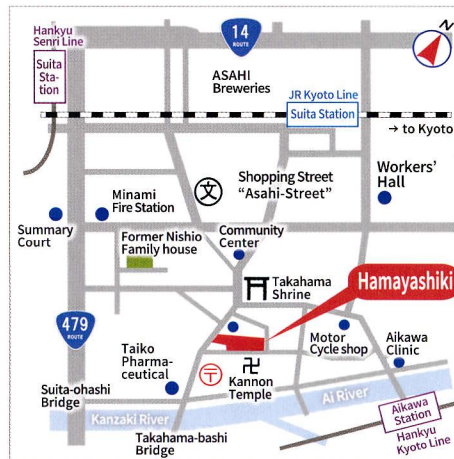 N
14
ROUTE
Hankyu
Senri Line
Suita
Sta-
tion
ASAHI
Breweries
JR Kyoto Line
Suita Station
→ to Kyoto
文
Shopping Street
"Asahi-Street"
Workers'
Hall
Minami
Fire Station
Summary
Court
Former Nishio
Family house
Community
Center
Takahama
Shrine
Hamayashiki
479
ROUTE
Taiko
Pharma-
ceutical
〒
卍
Kannon
Temple
Motor
Cycle shop
Aikawa
Clinic
Suita-ohashi
Bridge
Kanzaki River
Ai River
Takahama-bashi
Bridge
Aikawa
Station
Hankyu
Kyoto Line